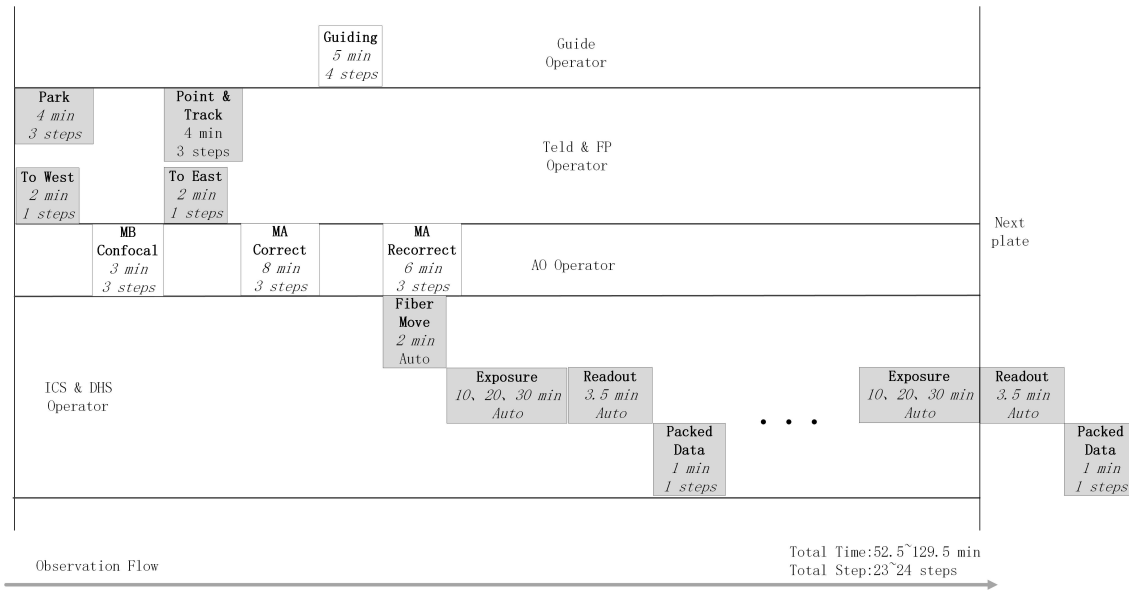 Guiding
5 min
4 steps
Guide
Operator
Park
4 min
3 steps
Point &
Track
4 min
3 steps
Teld & FP
Operator
To West
2 min
1 steps
To East
2 min
1 steps
MB
Confocal
3 min
3 steps
MA
Correct
8 min
3 steps
MA
Recorrect
6 min
3 steps
AO Operator
Next
plate
Fiber
Move
2 min
Auto
ICS & DHS
Operator
Exposure
10、20、30 min
Auto
Readout
3.5 min
Auto
Packed
Data
1 min
1 steps
• • •
Exposure
10、20、30 min
Auto
Readout
3.5 min
Auto
Packed
Data
1 min
1 steps
Observation Flow
Total Time:52.5~129.5 min
Total Step:23~24 steps